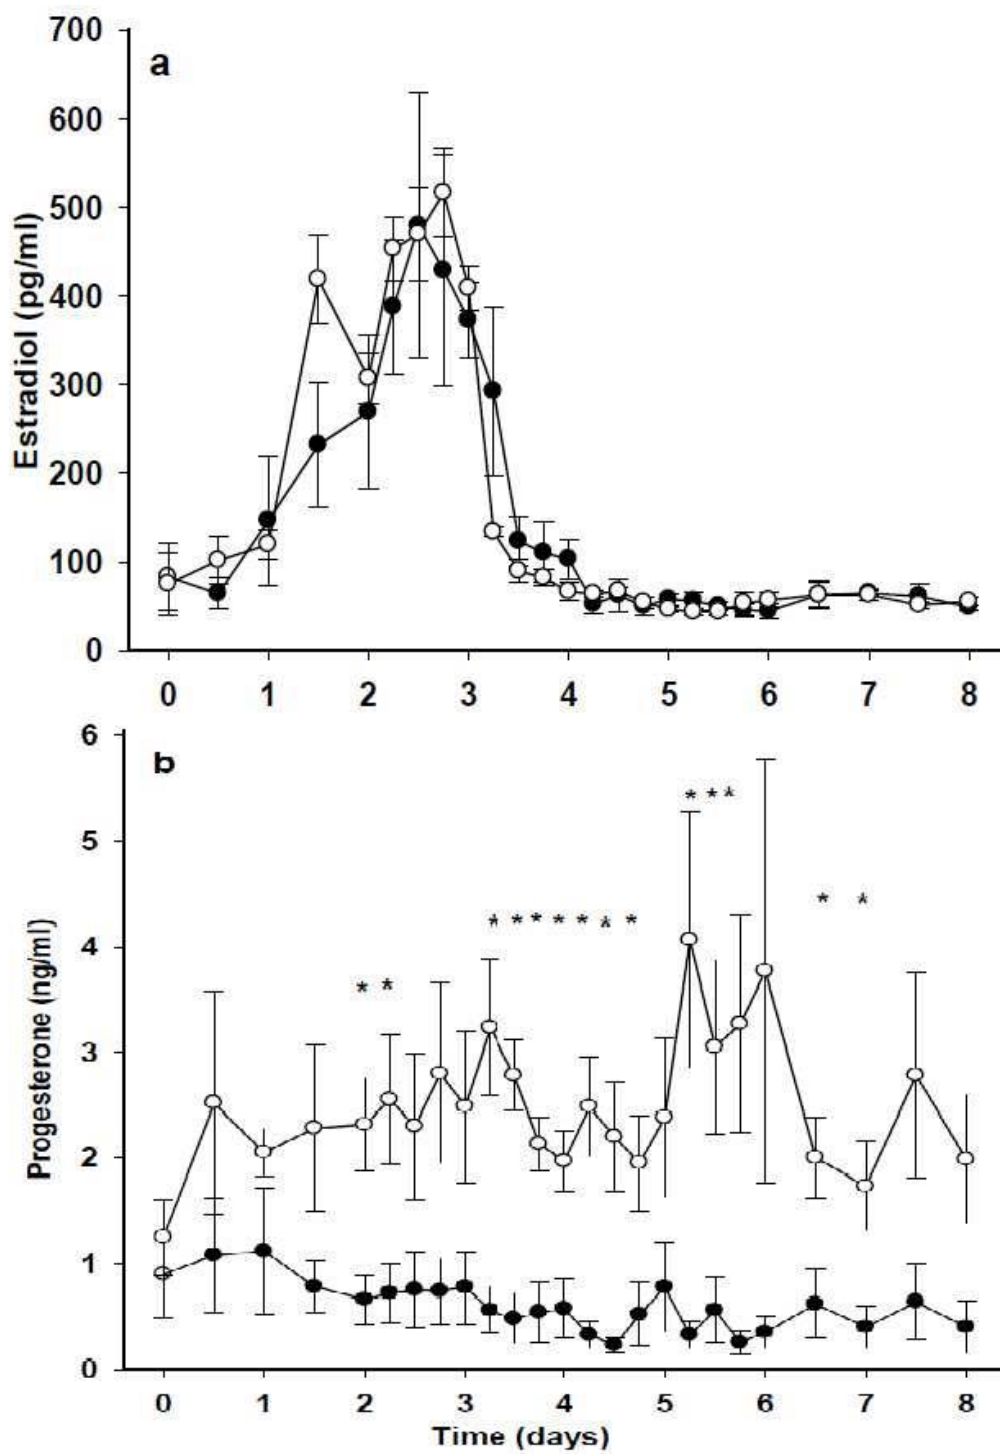 700
a
600
500
400
300
200
100
0
Estradiol (pg/ml)
0 1 2 3 4 5 6 7 8
6
b
5
4
3
2
1
0
* * *
* *
* * * * * * *
* *
Progesterone (ng/ml)
0 1 2 3 4 5 6 7 8
Time (days)